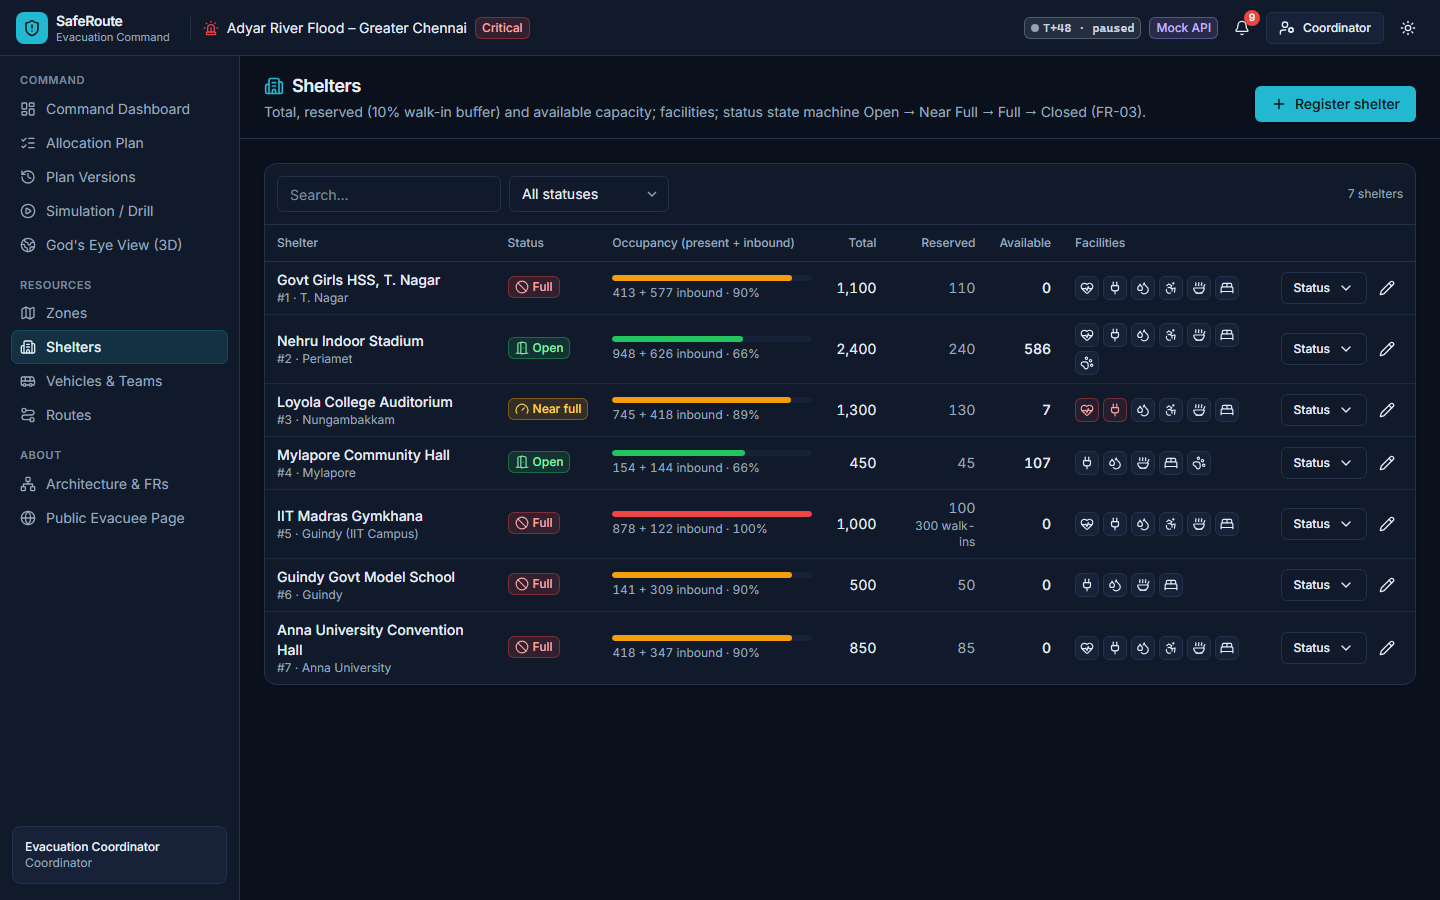 SafeRoute
Evacuation Command
Adyar River Flood – Greater Chennai
Critical
T+48 · paused
Mock API
9
Coordinator
COMMAND
Command Dashboard
Allocation Plan
Plan Versions
Simulation / Drill
God's Eye View (3D)
RESOURCES
Zones
Shelters
Vehicles & Teams
Routes
ABOUT
Architecture & FRs
Public Evacuee Page
Evacuation Coordinator
Coordinator
Shelters
Total, reserved (10% walk-in buffer) and available capacity; facilities; status state machine Open → Near Full → Full → Closed (FR-03).
+ Register shelter
Search...
All statuses
7 shelters
Shelter Status Occupancy (present + inbound) Total Reserved Available Facilities
Govt Girls HSS, T. Nagar
#1 · T. Nagar
Full
413 + 577 inbound · 90%
1,100 110 0
Status
Nehru Indoor Stadium
#2 · Periamet
Open
948 + 626 inbound · 66%
2,400 240 586
Status
Loyola College Auditorium
#3 · Nungambakkam
Near full
745 + 418 inbound · 89%
1,300 130 7
Status
Mylapore Community Hall
#4 · Mylapore
Open
154 + 144 inbound · 66%
450 45 107
Status
IIT Madras Gymkhana
#5 · Guindy (IIT Campus)
Full
878 + 122 inbound · 100%
1,000
100
300 walk-
ins
0
Status
Guindy Govt Model School
#6 · Guindy
Full
141 + 309 inbound · 90%
500 50 0
Status
Anna University Convention
Hall
#7 · Anna University
Full
418 + 347 inbound · 90%
850 85 0
Status